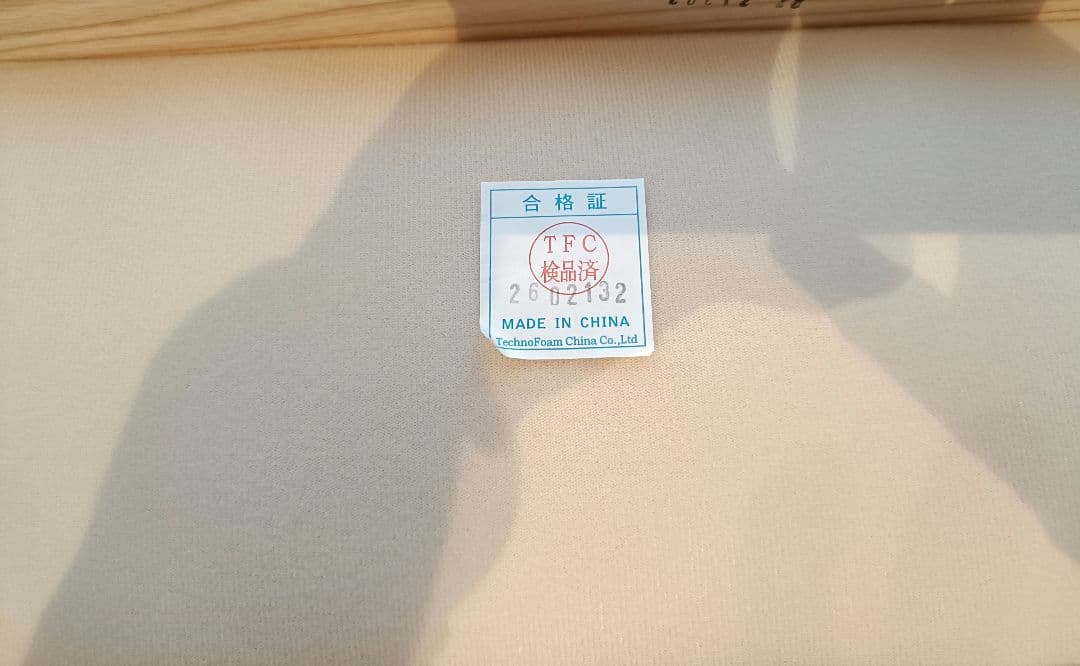 合格証
TFC
検品済
2602132
MADE IN CHINA
TechnoFoam China Co.,Ltd